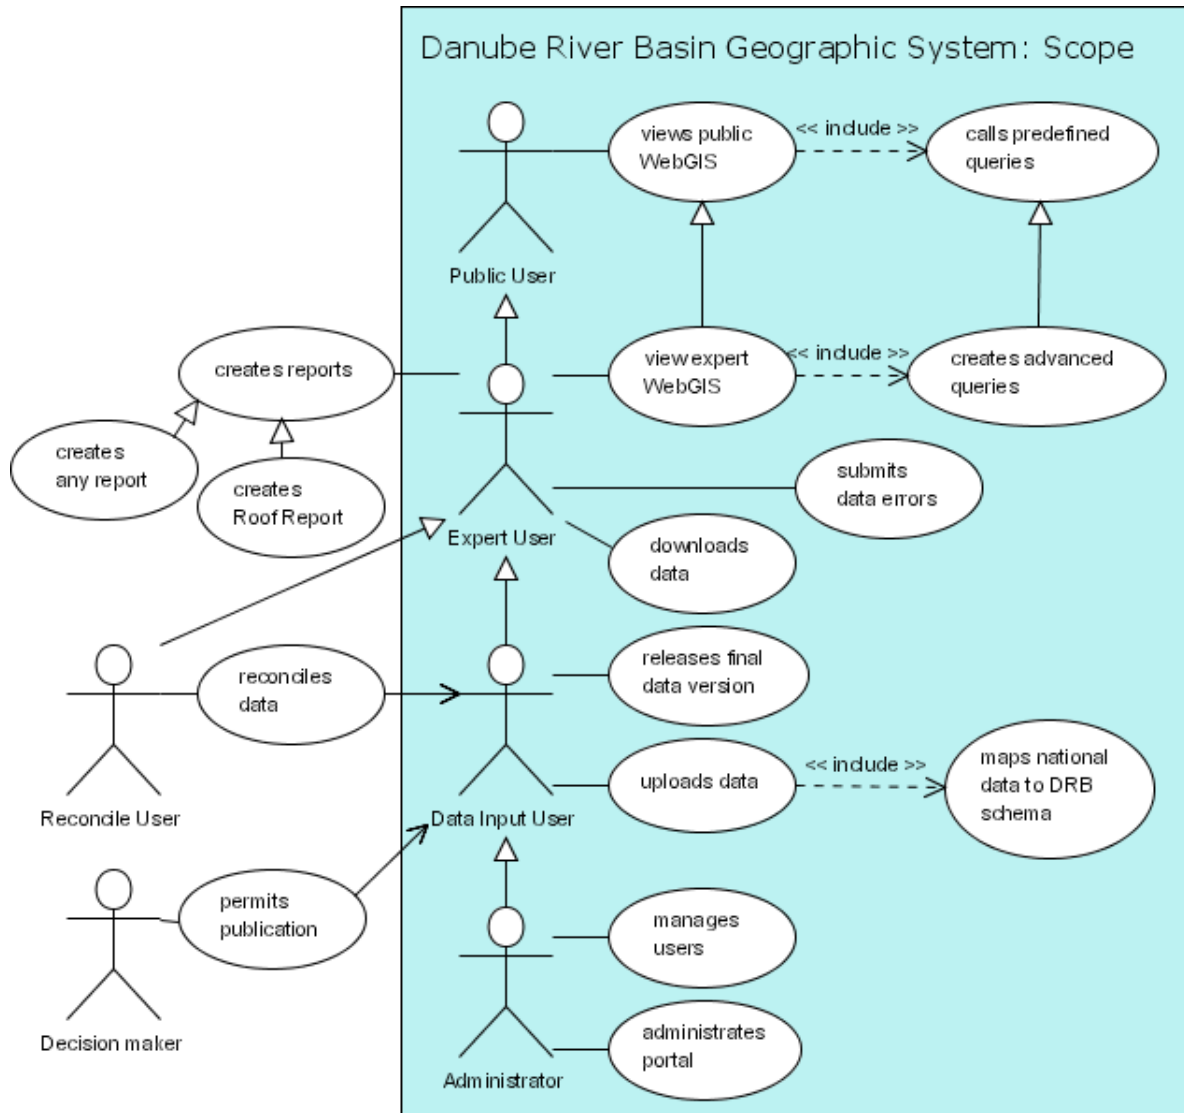 Danube River Basin Geographic System: Scope
views public
WebGIS
<< include >>
calls predefined
queries
Public User
creates reports
view expert
WebGIS
<< include >>
creates advanced
queries
creates
any report
creates
Roof Report
submits
data errors
Expert User
downloads
data
reconciles
data
releases final
data version
Reconcile User
Data Input User
uploads data
<< include >>
maps national
data to DRB
schema
permits
publication
manages
users
Decision maker
Administrator
administrates
portal